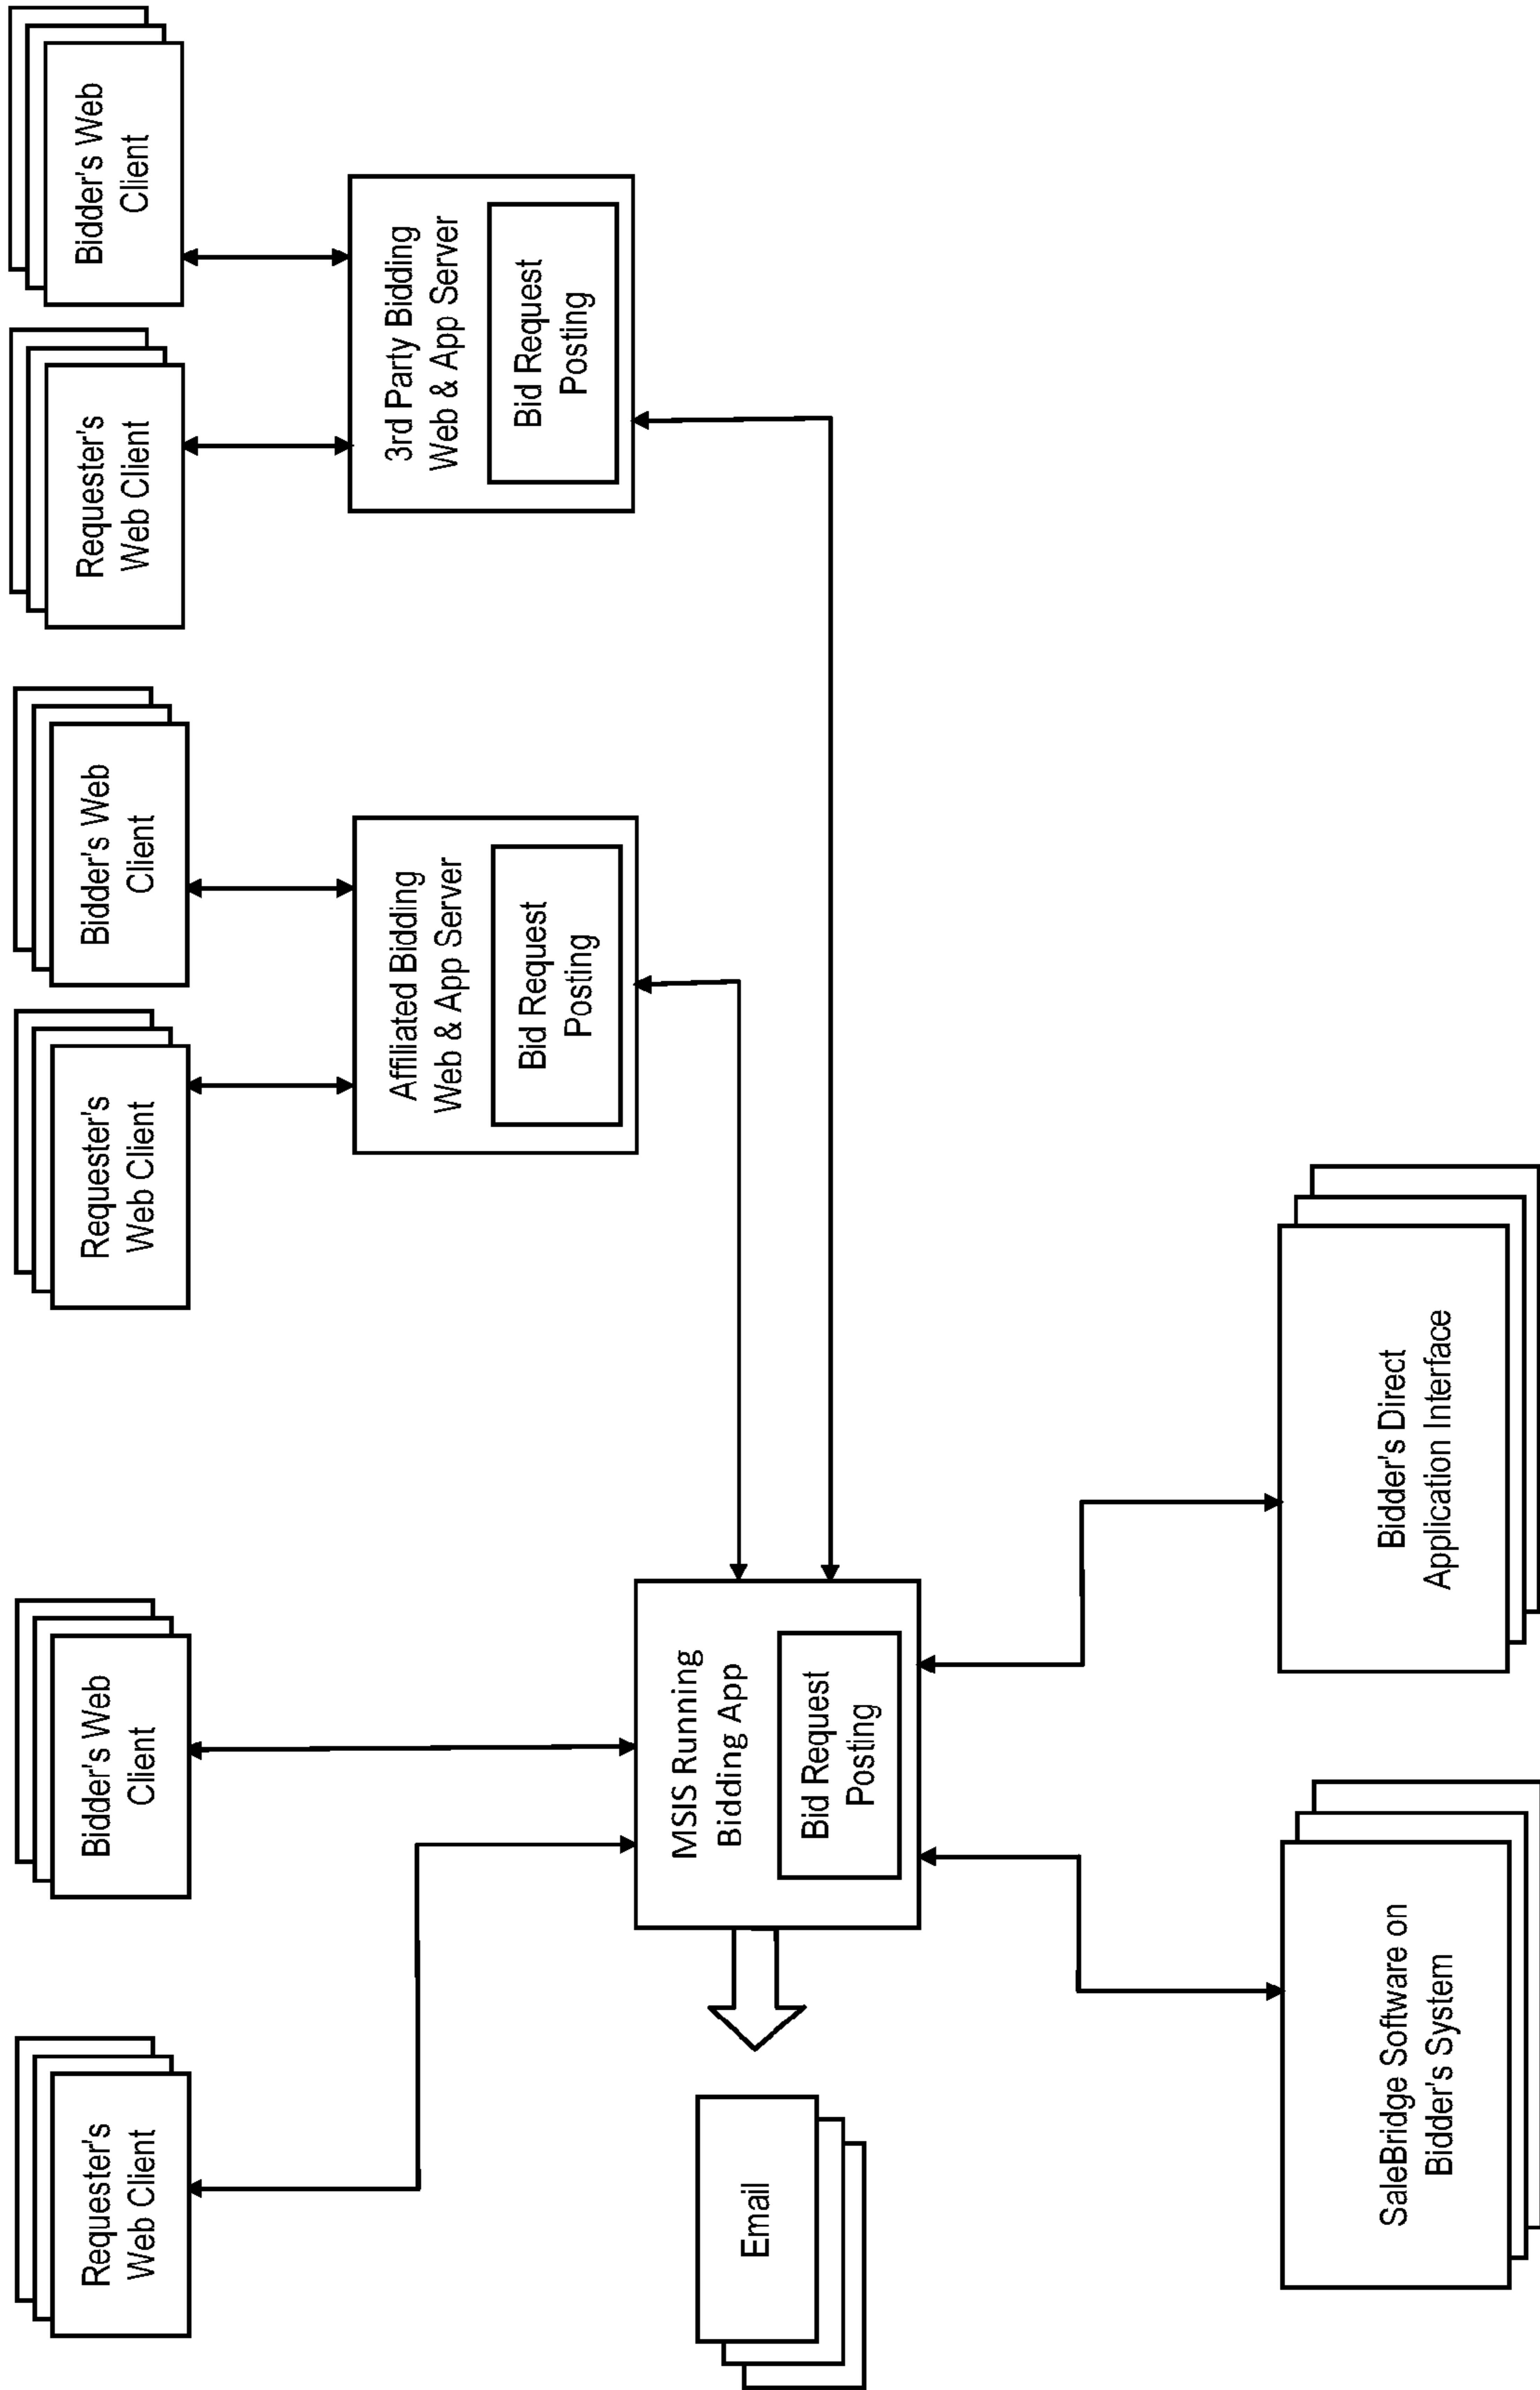 Requester's
Web Client
Bidder's Web
Client
Requester's
Web Client
Bidder's Web
Client
Requester's
Web Client
Bidder's Web
Client
Affiliated Bidding
Web & App Server
Bid Request
Posting
3rd Party Bidding
Web & App Server
Bid Request
Posting
Email
MSIS Running
Bidding App
Bid Request
Posting
SaleBridge Software on
Bidder's System
Bidder's Direct
Application Interface